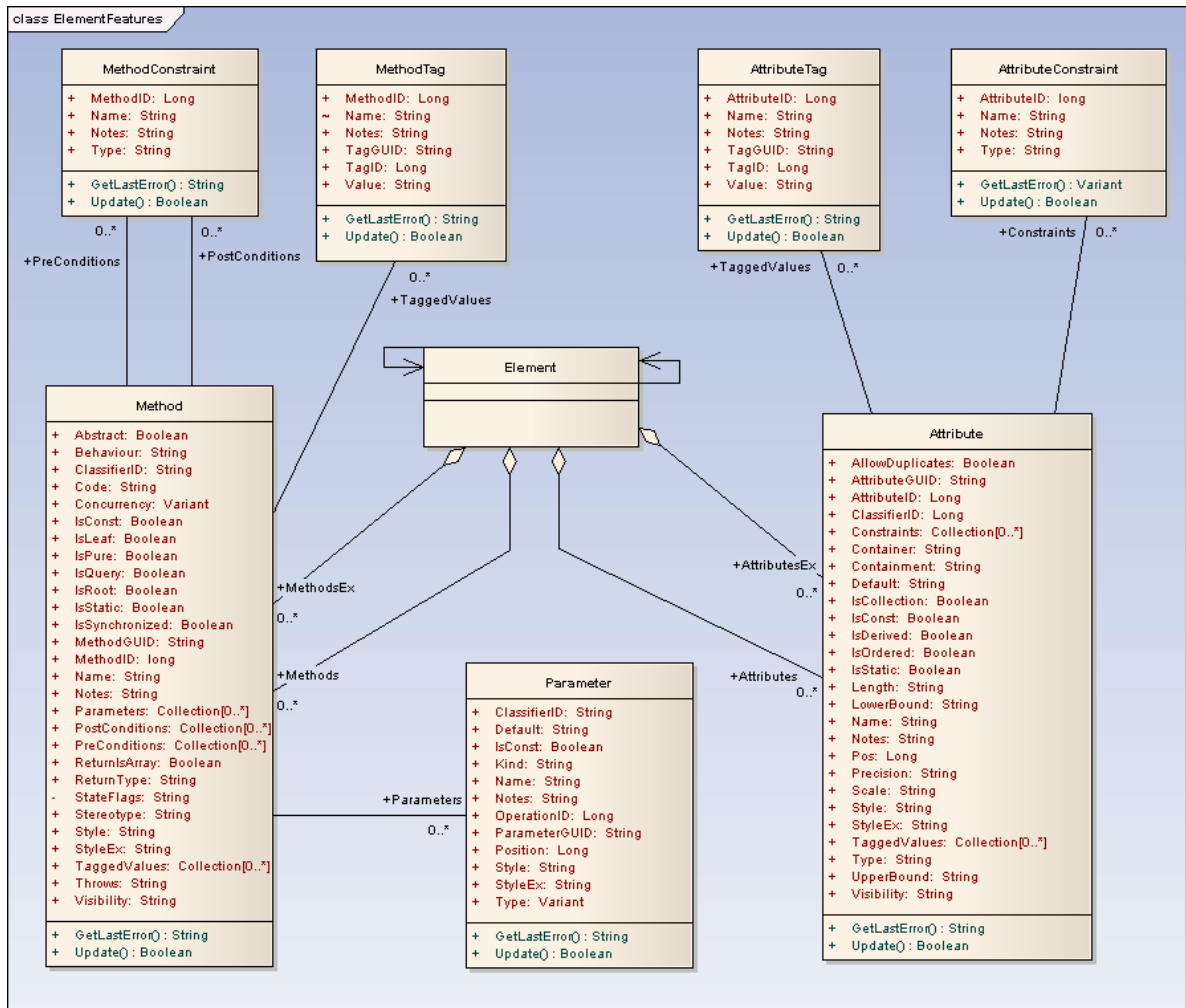 class ElementFeatures
MethodConstraint
+ MethodID: Long
+ Name: String
+ Notes: String
+ Type: String
+ GetLastError() : String
+ Update() : Boolean
MethodTag
+ MethodID: Long
~ Name: String
+ Notes: String
+ TagGUID: String
+ TagID: Long
+ Value: String
+ GetLastError() : String
+ Update() : Boolean
AttributeTag
+ AttributeID: Long
+ Name: String
+ Notes: String
+ TagGUID: String
+ TagID: Long
+ Value: String
+ GetLastError() : String
+ Update() : Boolean
AttributeConstraint
+ AttributeID: long
+ Name: String
+ Notes: String
+ Type: String
+ GetLastError() : Variant
+ Update() : Boolean
0..*
+PreConditions
0..*
+PostConditions
0..*
+TaggedValues
+TaggedValues
0..*
+Constraints
0..*
Element
Method
+ Abstract: Boolean
+ Behaviour: String
+ ClassifierID: String
+ Code: String
+ Concurrency: Variant
+ IsConst: Boolean
+ IsLeaf: Boolean
+ IsPure: Boolean
+ IsQuery: Boolean
+ IsRoot: Boolean
+ IsStatic: Boolean
+ IsSynchronized: Boolean
+ MethodGUID: String
+ MethodID: long
+ Name: String
+ Notes: String
+ Parameters: Collection[0..*]
+ PostConditions: Collection[0..*]
+ PreConditions: Collection[0..*]
+ ReturnIsArray: Boolean
+ ReturnType: String
- StateFlags: String
+ Stereotype: String
+ Style: String
+ StyleEx: String
+ TaggedValues: Collection[0..*]
+ Throws: String
+ Visibility: String
+ GetLastError() : String
+ Update() : Boolean
+MethodsEx
0..*
+Methods
0..*
+AttributesEx
0..*
+Attributes
0..*
+Parameters
0..*
Parameter
+ ClassifierID: String
+ Default: String
+ IsConst: Boolean
+ Kind: String
+ Name: String
+ Notes: String
+ OperationID: Long
+ ParameterGUID: String
+ Position: Long
+ Style: String
+ StyleEx: String
+ Type: Variant
+ GetLastError() : String
+ Update() : Boolean
Attribute
+ AllowDuplicates: Boolean
+ AttributeGUID: String
+ AttributeID: Long
+ ClassifierID: Long
+ Constraints: Collection[0..*]
+ Container: String
+ Containment: String
+ Default: String
+ IsCollection: Boolean
+ IsConst: Boolean
+ IsDerived: Boolean
+ IsOrdered: Boolean
+ IsStatic: Boolean
+ Length: String
+ LowerBound: String
+ Name: String
+ Notes: String
+ Pos: Long
+ Precision: String
+ Scale: String
+ Style: String
+ StyleEx: String
+ TaggedValues: Collection[0..*]
+ Type: String
+ UpperBound: String
+ Visibility: String
+ GetLastError() : String
+ Update() : Boolean